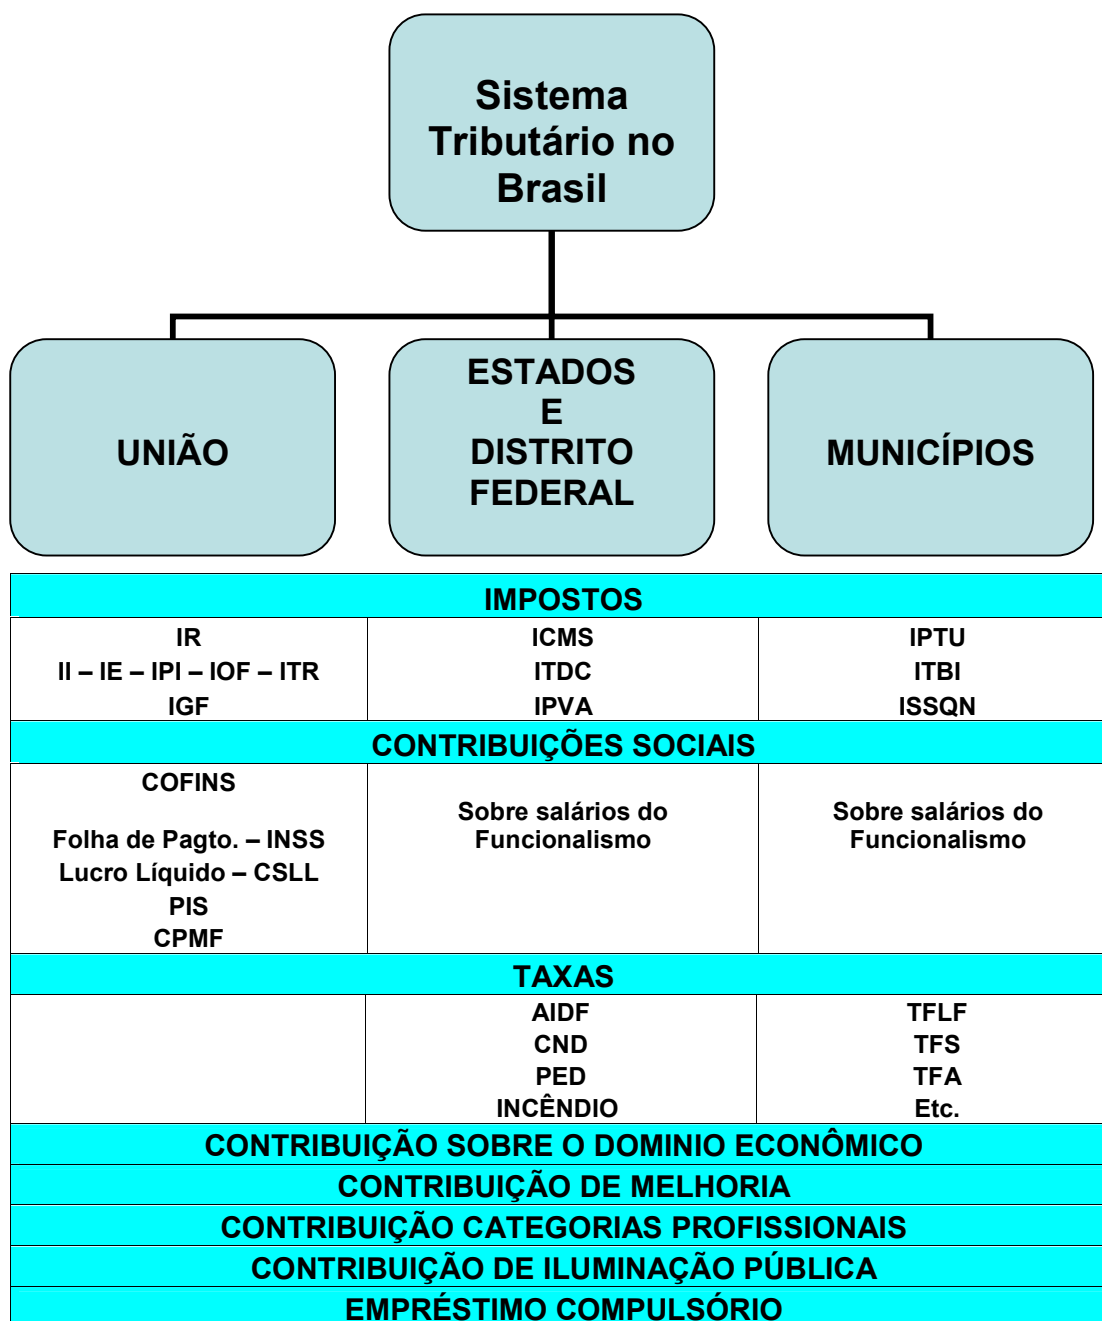 Sistema
Tributário no
Brasil
UNIÃO
ESTADOS
E
DISTRITO
FEDERAL
MUNICÍPIOS
IMPOSTOS
IR
II – IE – IPI – IOF – ITR
IGF
ICMS
ITDC
IPVA
IPTU
ITBI
ISSQN
CONTRIBUIÇÕES SOCIAIS
COFINS
Folha de Pagto. – INSS
Lucro Líquido – CSLL
PIS
CPMF
Sobre salários do
Funcionalismo
Sobre salários do
Funcionalismo
TAXAS
AIDF
CND
PED
INCÊNDIO
TFLF
TFS
TFA
Etc.
CONTRIBUIÇÃO SOBRE O DOMINIO ECONÔMICO
CONTRIBUIÇÃO DE MELHORIA
CONTRIBUIÇÃO CATEGORIAS PROFISSIONAIS
CONTRIBUIÇÃO DE ILUMINAÇÃO PÚBLICA
EMPRÉSTIMO COMPULSÓRIO